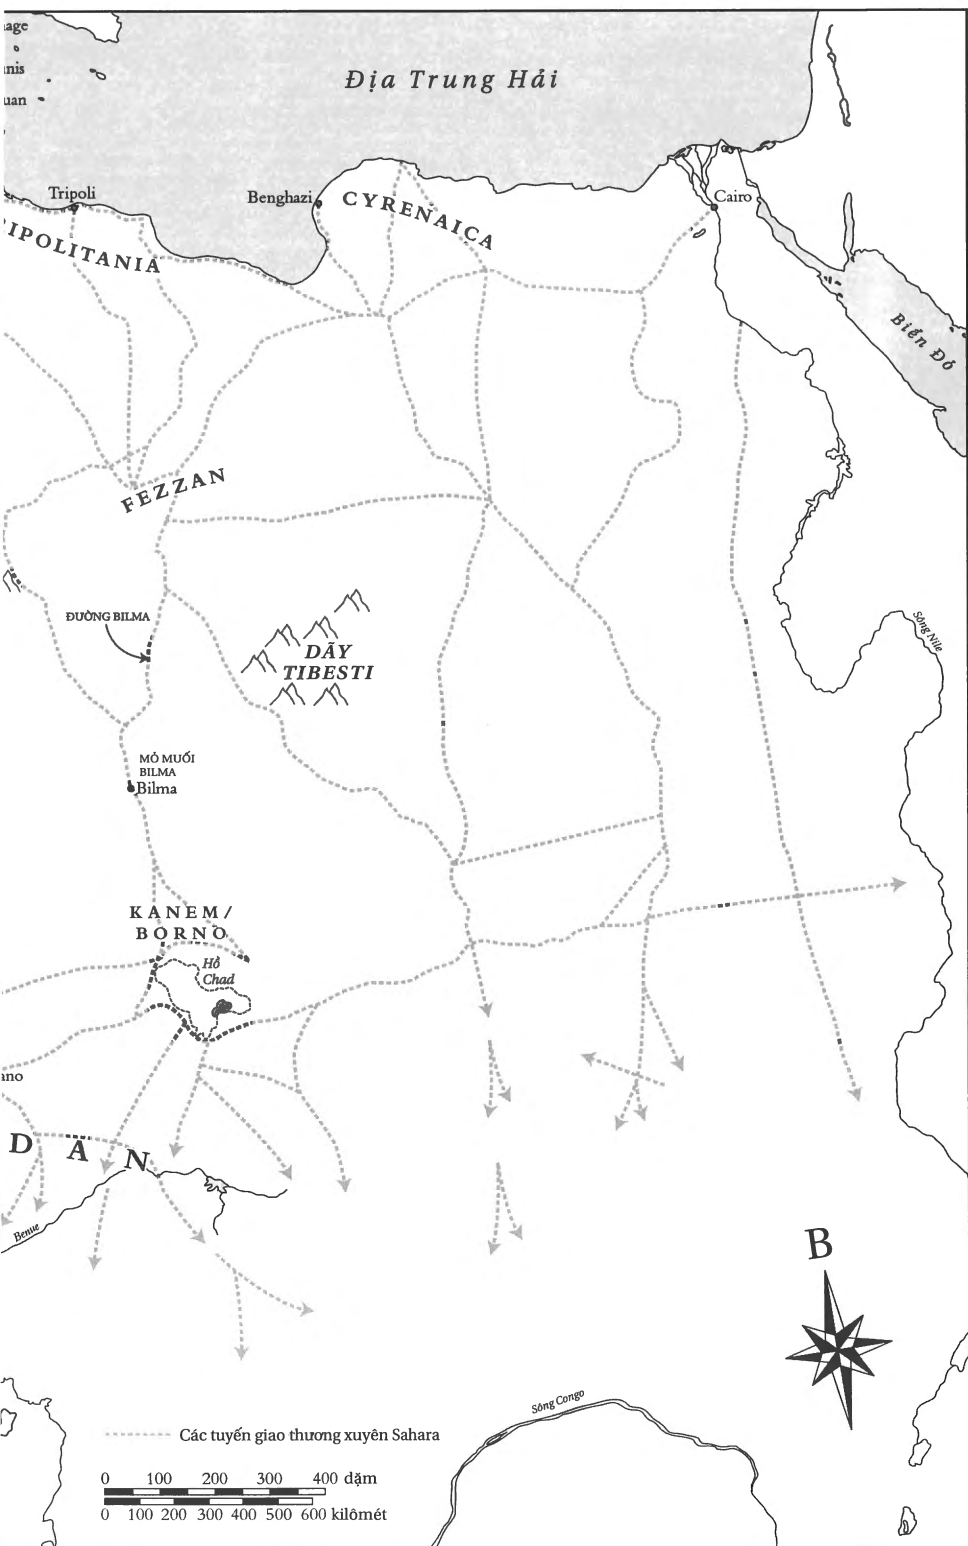 Địa Trung Hải
Tripoli
Benghazi
CYRENAICA
Cairo
RIPOLITANIA
Biển Đỏ
FEZZAN
ĐƯỜNG BILMA
Sông Nile
DÃY
TIBESTI
MỎ MUỐI
BILMA
Bilma
KANEM/
BORNO
Hồ
Chad
ano
D A N
Benue
B
Sông Congo
Các tuyến giao thương xuyên Sahara
0 100 200 300 400 dặm
0 100 200 300 400 500 600 kilômét